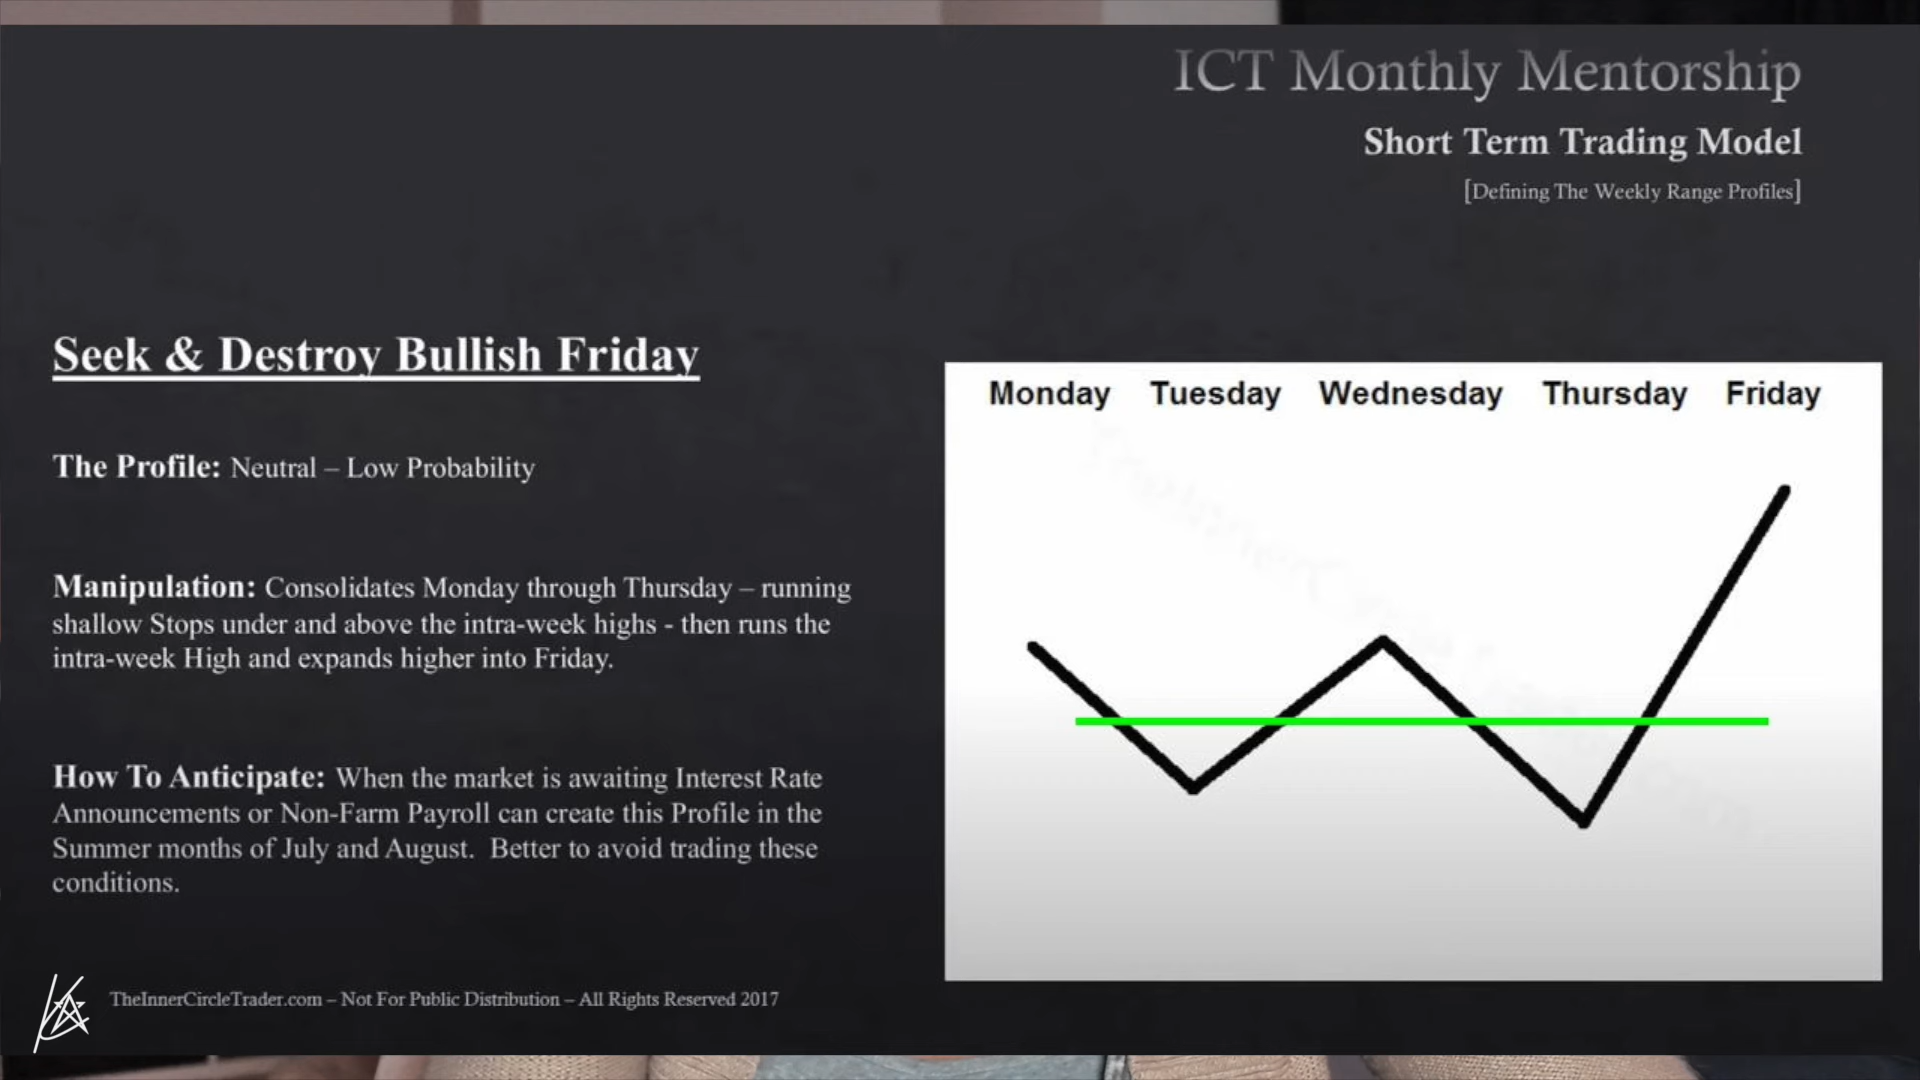 ICT Monthly Mentorship
Short Term Trading Model
[Defining The Weekly Range Profiles]
Seek & Destroy Bullish Friday
The Profile: Neutral – Low Probability
Manipulation: Consolidates Monday through Thursday – running
shallow Stops under and above the intra-week highs - then runs the
intra-week High and expands higher into Friday.
How To Anticipate: When the market is awaiting Interest Rate
Announcements or Non-Farm Payroll can create this Profile in the
Summer months of July and August. Better to avoid trading these
conditions.
Monday Tuesday Wednesday Thursday Friday
TheInnerCircleTrader.com – Not For Public Distribution – All Rights Reserved 2017